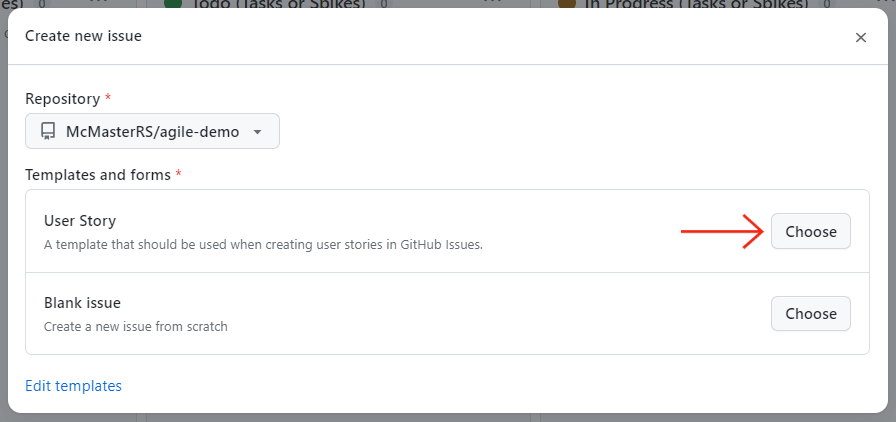 es) 0 ... Todo (Tasks or Spikes) 0 ... In Progress (Tasks or Spikes) 0
Create new issue
Repository *
McMasterRS/agile-demo
Templates and forms *
User Story
A template that should be used when creating user stories in GitHub Issues.
Choose
Blank issue
Create a new issue from scratch
Choose
Edit templates